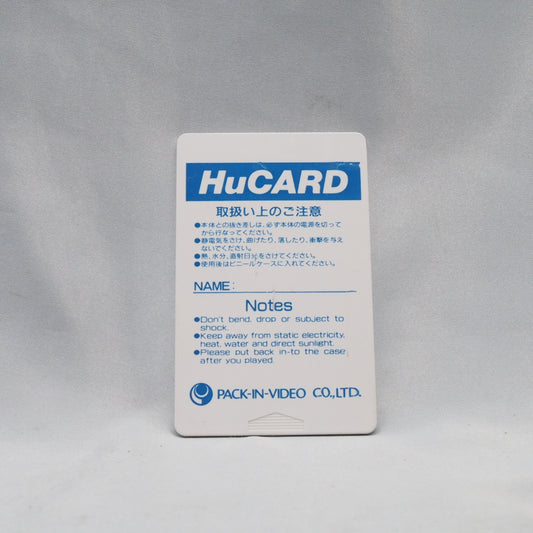 HuCARD
取扱い上のご注意
●本体との抜き差しは、必ず本体の電源を切って
から行なってください。
●静電気をさけ、曲げたり、落したり、衝撃を与え
ないでください。
●熱、水分、直射日光をさけてください。
●使用後はビニールケースに入れてください。
NAME:
Notes
●Don't bend, drop or subject to
shock.
●Keep away from static electricity,
heat, water and direct sunlight.
●Please put back in-to the case
after you played.
PACK-IN-VIDEO CO.,LTD.